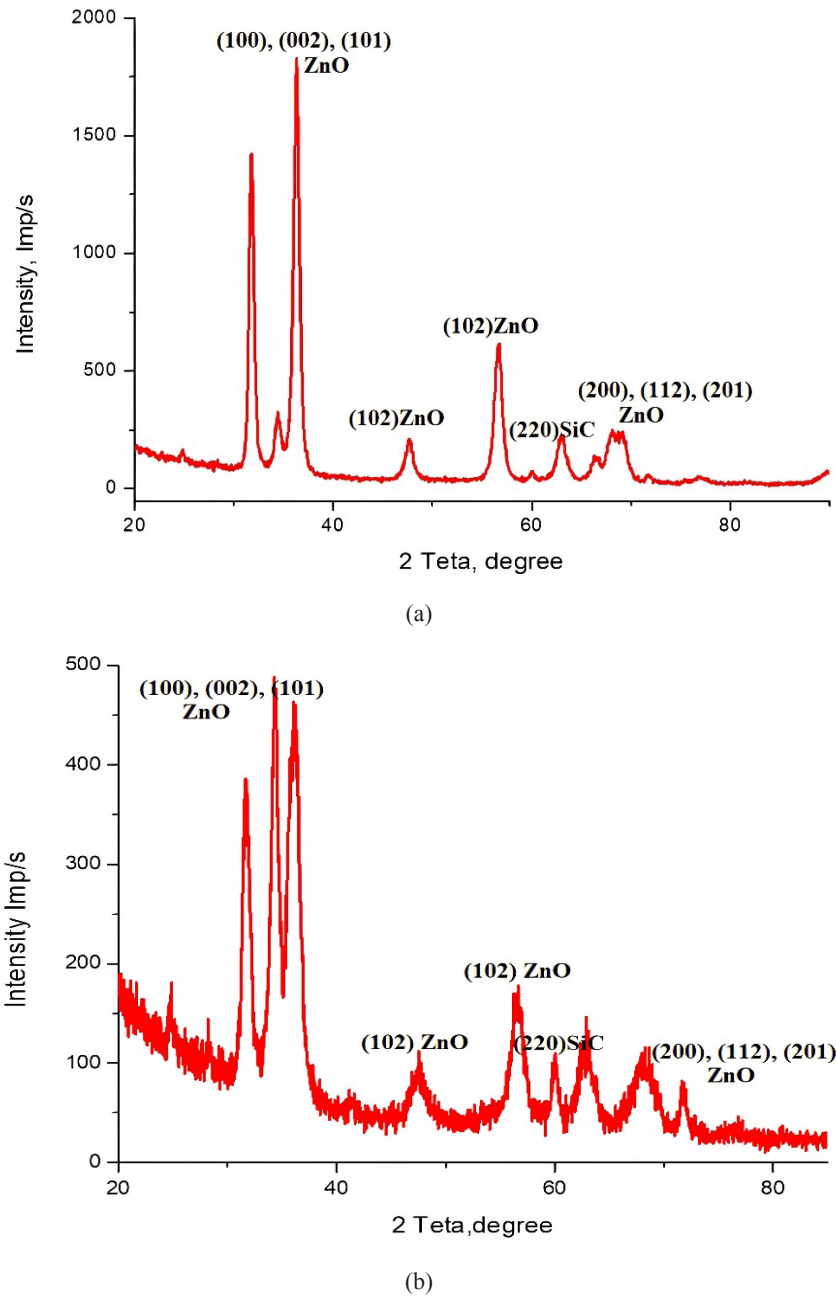 2000
1500
1000
500
0
Intensity, Imp/s
(100), (002), (101)
ZnO
(102)ZnO
(102)ZnO
(220)SiC
(200), (112), (201)
ZnO
20
40
60
80
2 Teta, degree
(a)
500
400
300
200
100
0
Intensity Imp/s
(100), (002), (101)
ZnO
(102) ZnO
(102) ZnO
(220)SiC
(200), (112), (201)
ZnO
20
40
60
80
2 Teta,degree
(b)